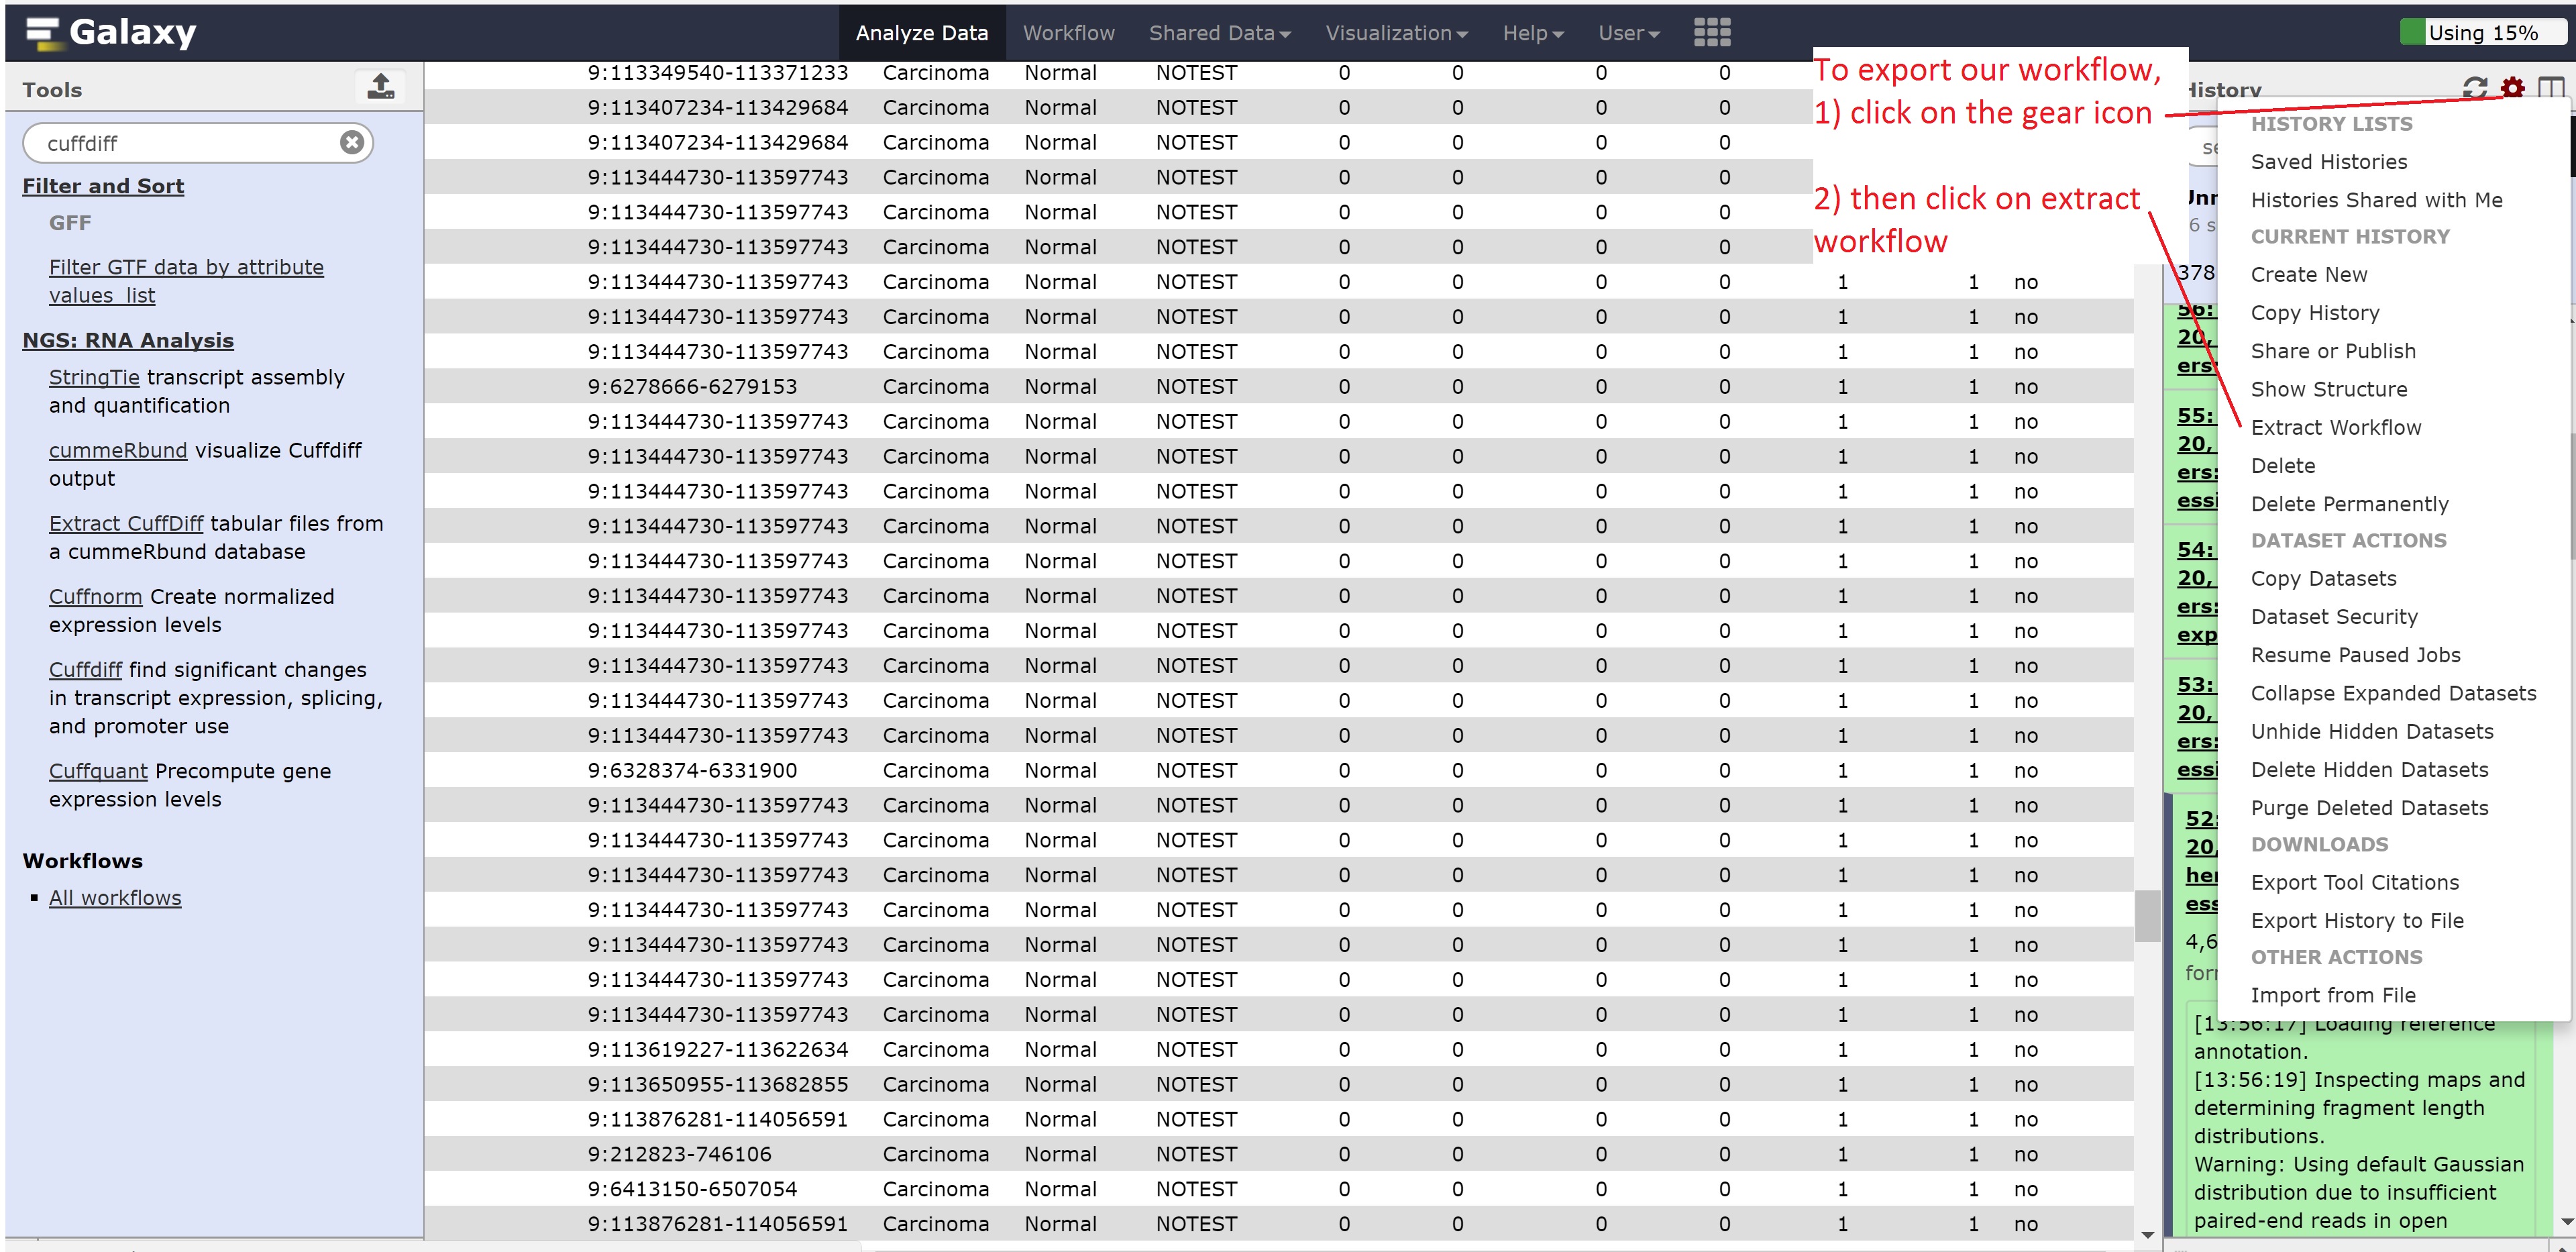 Galaxy
Analyze Data
Workflow
Shared Data
Visualization
Help
User
Using 15%
Tools
cuffdiff
Filter and Sort
GFF
Filter GTF data by attribute
values_list
NGS: RNA Analysis
StringTie transcript assembly
and quantification
cummeRbund visualize Cuffdiff
output
Extract CuffDiff tabular files from
a cummeRbund database
Cuffnorm Create normalized
expression levels
Cuffdiff find significant changes
in transcript expression, splicing,
and promoter use
Cuffquant Precompute gene
expression levels
Workflows
All workflows
9:113349540-113371233 Carcinoma Normal NOTEST 0 0 0 0
9:113407234-113429684 Carcinoma Normal NOTEST 0 0 0 0
9:113407234-113429684 Carcinoma Normal NOTEST 0 0 0 0
9:113444730-113597743 Carcinoma Normal NOTEST 0 0 0 0
9:113444730-113597743 Carcinoma Normal NOTEST 0 0 0 0
9:113444730-113597743 Carcinoma Normal NOTEST 0 0 0 0
9:113444730-113597743 Carcinoma Normal NOTEST 0 0 0 0 1 1 no
9:113444730-113597743 Carcinoma Normal NOTEST 0 0 0 0 1 1 no
9:113444730-113597743 Carcinoma Normal NOTEST 0 0 0 0 1 1 no
9:6278666-6279153 Carcinoma Normal NOTEST 0 0 0 0 1 1 no
9:113444730-113597743 Carcinoma Normal NOTEST 0 0 0 0 1 1 no
9:113444730-113597743 Carcinoma Normal NOTEST 0 0 0 0 1 1 no
9:113444730-113597743 Carcinoma Normal NOTEST 0 0 0 0 1 1 no
9:113444730-113597743 Carcinoma Normal NOTEST 0 0 0 0 1 1 no
9:113444730-113597743 Carcinoma Normal NOTEST 0 0 0 0 1 1 no
9:113444730-113597743 Carcinoma Normal NOTEST 0 0 0 0 1 1 no
9:113444730-113597743 Carcinoma Normal NOTEST 0 0 0 0 1 1 no
9:113444730-113597743 Carcinoma Normal NOTEST 0 0 0 0 1 1 no
9:113444730-113597743 Carcinoma Normal NOTEST 0 0 0 0 1 1 no
9:113444730-113597743 Carcinoma Normal NOTEST 0 0 0 0 1 1 no
9:6328374-6331900 Carcinoma Normal NOTEST 0 0 0 0 1 1 no
9:113444730-113597743 Carcinoma Normal NOTEST 0 0 0 0 1 1 no
9:113444730-113597743 Carcinoma Normal NOTEST 0 0 0 0 1 1 no
9:113444730-113597743 Carcinoma Normal NOTEST 0 0 0 0 1 1 no
9:113444730-113597743 Carcinoma Normal NOTEST 0 0 0 0 1 1 no
9:113444730-113597743 Carcinoma Normal NOTEST 0 0 0 0 1 1 no
9:113444730-113597743 Carcinoma Normal NOTEST 0 0 0 0 1 1 no
9:113444730-113597743 Carcinoma Normal NOTEST 0 0 0 0 1 1 no
9:113619227-113622634 Carcinoma Normal NOTEST 0 0 0 0 1 1 no
9:113650955-113682855 Carcinoma Normal NOTEST 0 0 0 0 1 1 no
9:113876281-114056591 Carcinoma Normal NOTEST 0 0 0 0 1 1 no
9:212823-746106 Carcinoma Normal NOTEST 0 0 0 0 1 1 no
9:6413150-6507054 Carcinoma Normal NOTEST 0 0 0 0 1 1 no
9:113876281-114056591 Carcinoma Normal NOTEST 0 0 0 0 1 1 no
To export our workflow,
1) click on the gear icon
2) then click on extract
workflow
History
378
56:
20,
ers:
55:
20,
ers:
essi
54:
20,
ers:
exp
53:
20,
ers:
essi
52:
20,
her
ess
4,6
for
HISTORY LISTS
Saved Histories
Histories Shared with Me
CURRENT HISTORY
Create New
Copy History
Share or Publish
Show Structure
Extract Workflow
Delete
Delete Permanently
DATASET ACTIONS
Copy Datasets
Dataset Security
Resume Paused Jobs
Collapse Expanded Datasets
Unhide Hidden Datasets
Delete Hidden Datasets
Purge Deleted Datasets
DOWNLOADS
Export Tool Citations
Export History to File
OTHER ACTIONS
Import from File
[13:56:17] Loading reference
annotation.
[13:56:19] Inspecting maps and
determining fragment length
distributions.
Warning: Using default Gaussian
distribution due to insufficient
paired-end reads in open